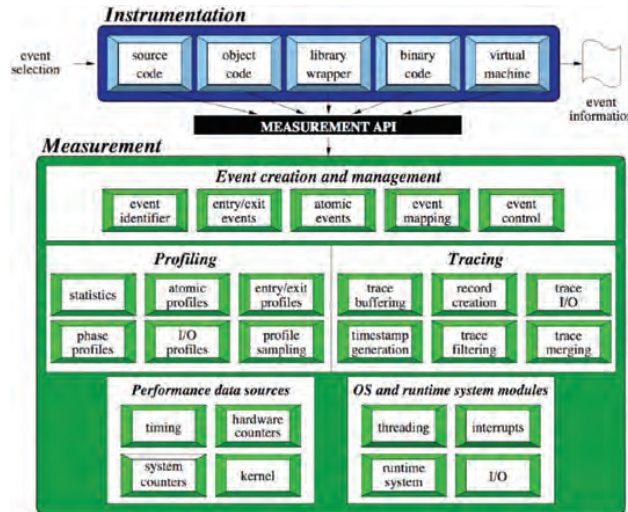 Instrumentation
event
selection
source
code
object
code
library
wrapper
binary
code
virtual
machine
event
information
MEASUREMENT API
Measurement
Event creation and management
event
identifier
entry/exit
events
atomic
events
event
mapping
event
control
Profiling
statistics
atomic
profiles
entry/exit
profiles
phase
profiles
I/O
profiles
profile
sampling
Tracing
trace
buffering
record
creation
trace
I/O
timestamp
generation
trace
filtering
trace
merging
Performance data sources
timing
hardware
counters
system
counters
kernel
OS and runtime system modules
threading
interrupts
runtime
system
I/O